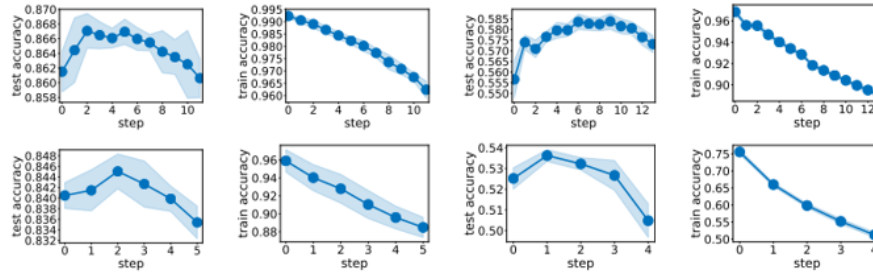 test accuracy
0.870
0.868
0.866
0.864
0.862
0.860
0.858
0 2 4 6 8 10
step
train accuracy
0.995
0.990
0.985
0.980
0.975
0.970
0.965
0.960
0 2 4 6 8 10
step
test accuracy
0.585
0.580
0.575
0.570
0.565
0.560
0.555
0.550
0 2 4 6 8 10 12
step
train accuracy
0.96
0.94
0.92
0.90
0 2 4 6 8 10 12
step
test accuracy
0.848
0.846
0.844
0.842
0.840
0.838
0.836
0.834
0.832
0 1 2 3 4 5
step
train accuracy
0.96
0.94
0.92
0.90
0.88
0 1 2 3 4 5
step
test accuracy
0.54
0.53
0.52
0.51
0.50
0 1 2 3 4
step
train accuracy
0.75
0.70
0.65
0.60
0.55
0.50
0 1 2 3 4
step